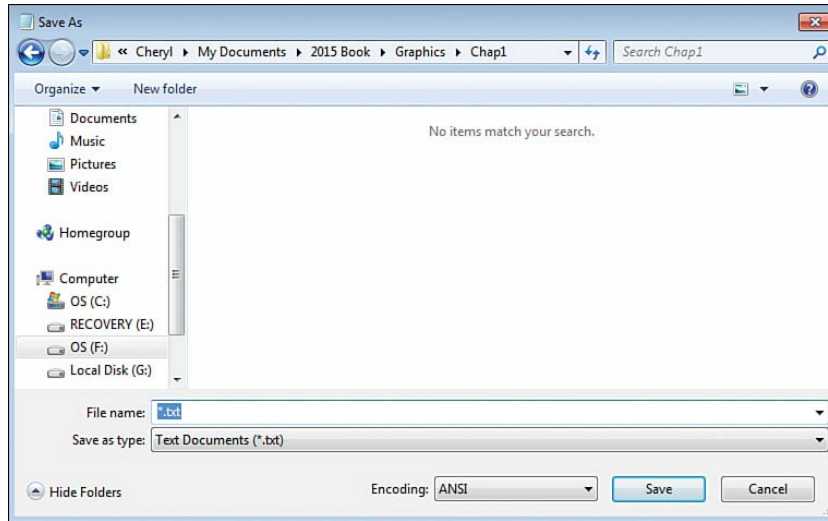 Save As
« Cheryl ▸ My Documents ▸ 2015 Book ▸ Graphics ▸ Chap1
Search Chap1
Organize ▾ New folder
Documents
Music
Pictures
Videos
Homegroup
Computer
OS (C:)
RECOVERY (E:)
OS (F:)
Local Disk (G:)
No items match your search.
File name: *.txt
Save as type: Text Documents (*.txt)
Hide Folders
Encoding: ANSI
Save
Cancel